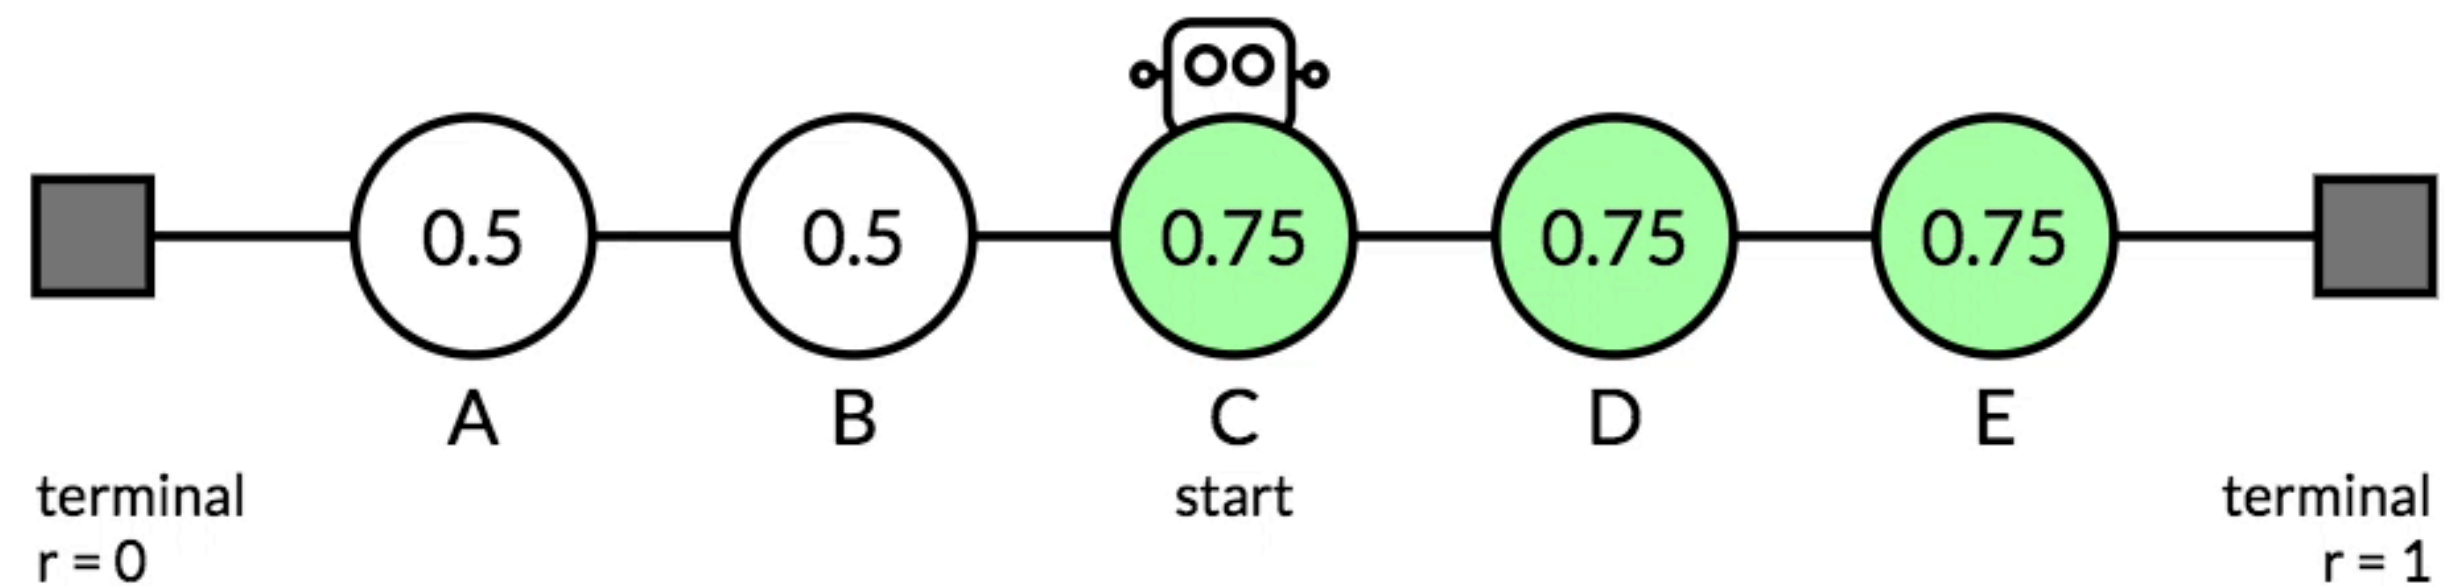 0.5 0.5 0.75 0.75 0.75
A B C D E
terminal start terminal
r = 0 r = 1